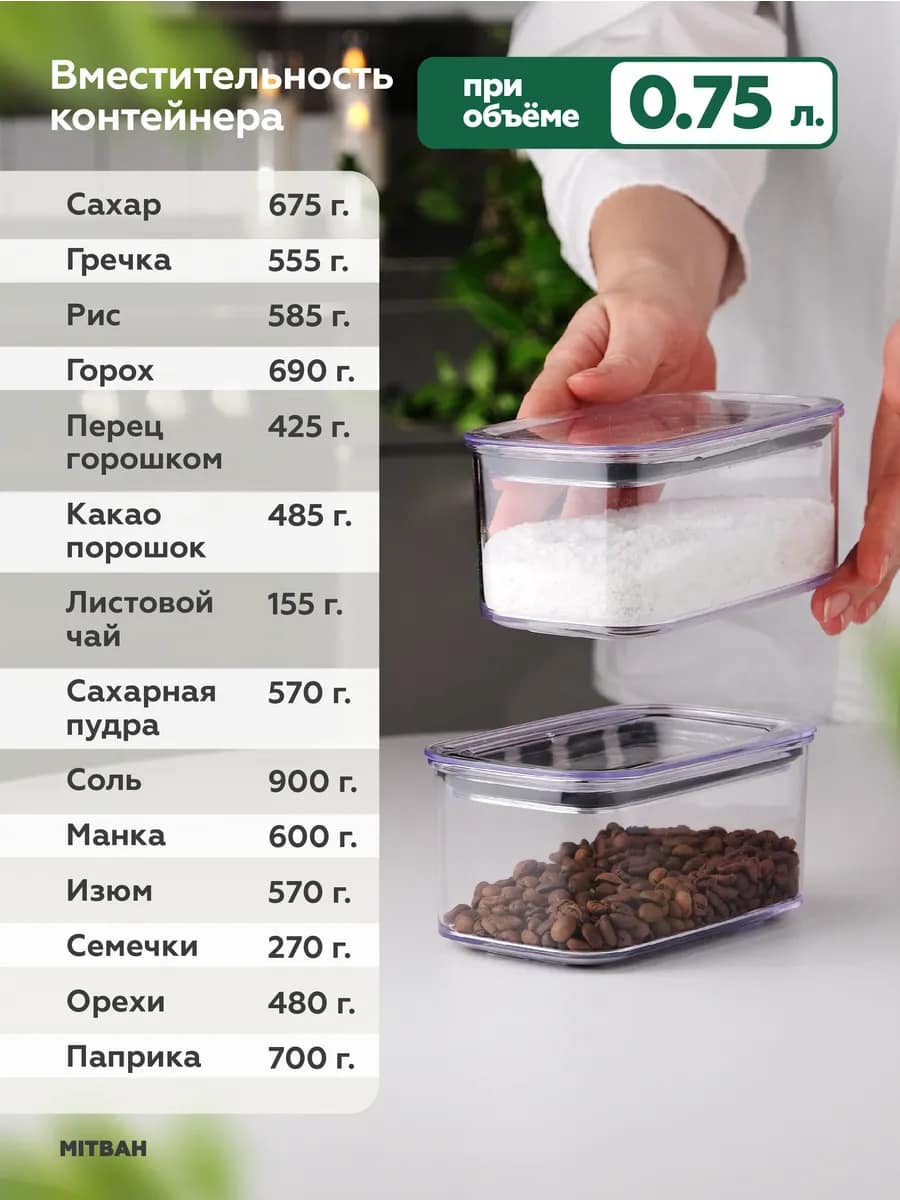 Вместительность
контейнера
при
объёме
0.75 л.
Сахар 675 г.
Гречка 555 г.
Рис 585 г.
Горох 690 г.
Перец 425 г.
горошком
Какао 485 г.
порошок
Листовой 155 г.
чай
Сахарная 570 г.
пудра
Соль 900 г.
Манка 600 г.
Изюм 570 г.
Семечки 270 г.
Орехи 480 г.
Паприка 700 г.
MITBAH